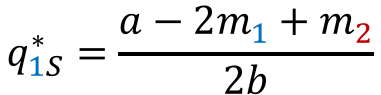 q*₁S = (a − 2m₁ + m₂) / 2b